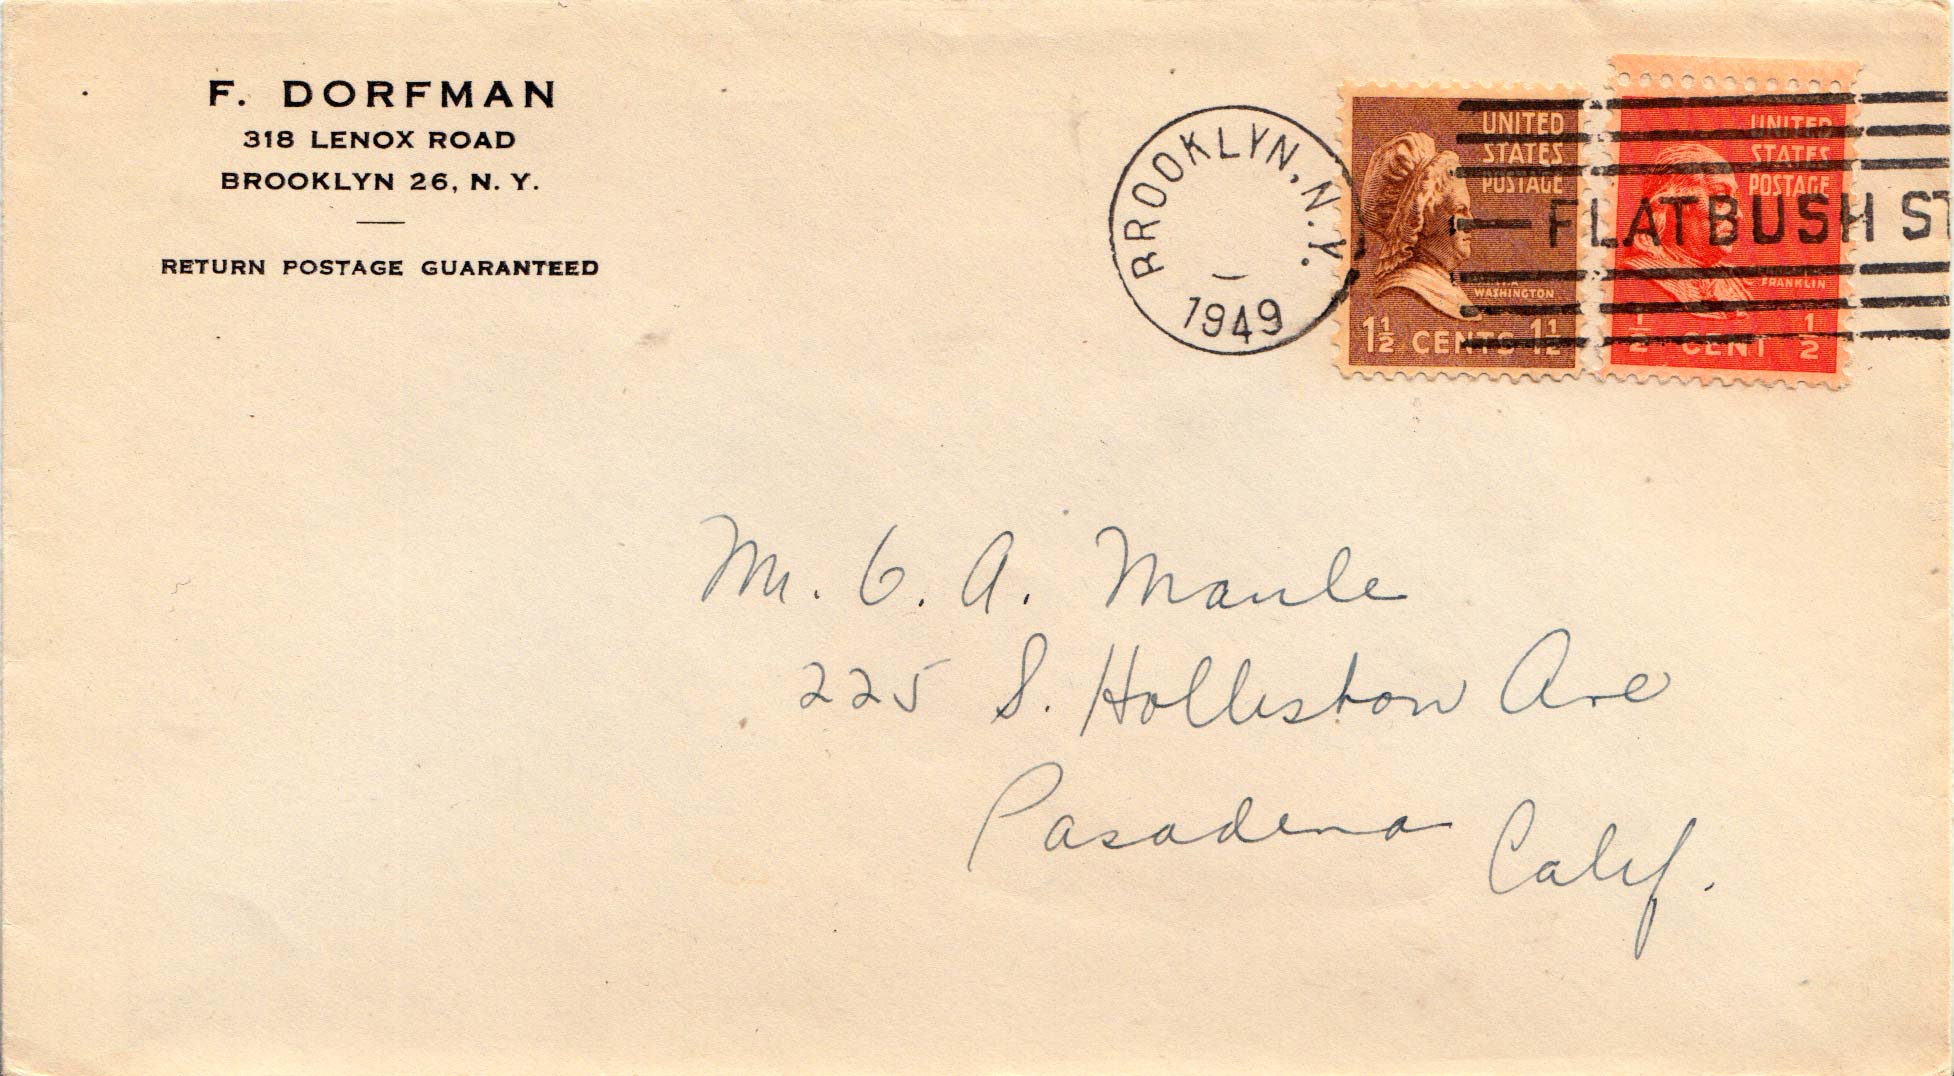 F. DORFMAN
318 LENOX ROAD
BROOKLYN 26, N. Y.
RETURN POSTAGE GUARANTEED
BROOKLYN, N.Y.
1949
UNITED
STATES
POSTAGE
WASHINGTON
1½ CENTS 1½
UNITED
STATES
POSTAGE
FRANKLIN
½ CENT ½
FLATBUSH ST
Mr. C. A. Maule
225 S. Holliston Ave
Pasadena Calif.